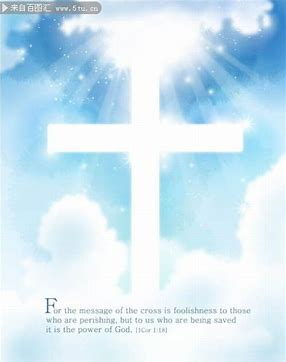 来自百图汇
www.5tu.cn
For the message of the cross is foolishness to those
who are perishing, but to us who are being saved
it is the power of God. [1Cor 1:18]